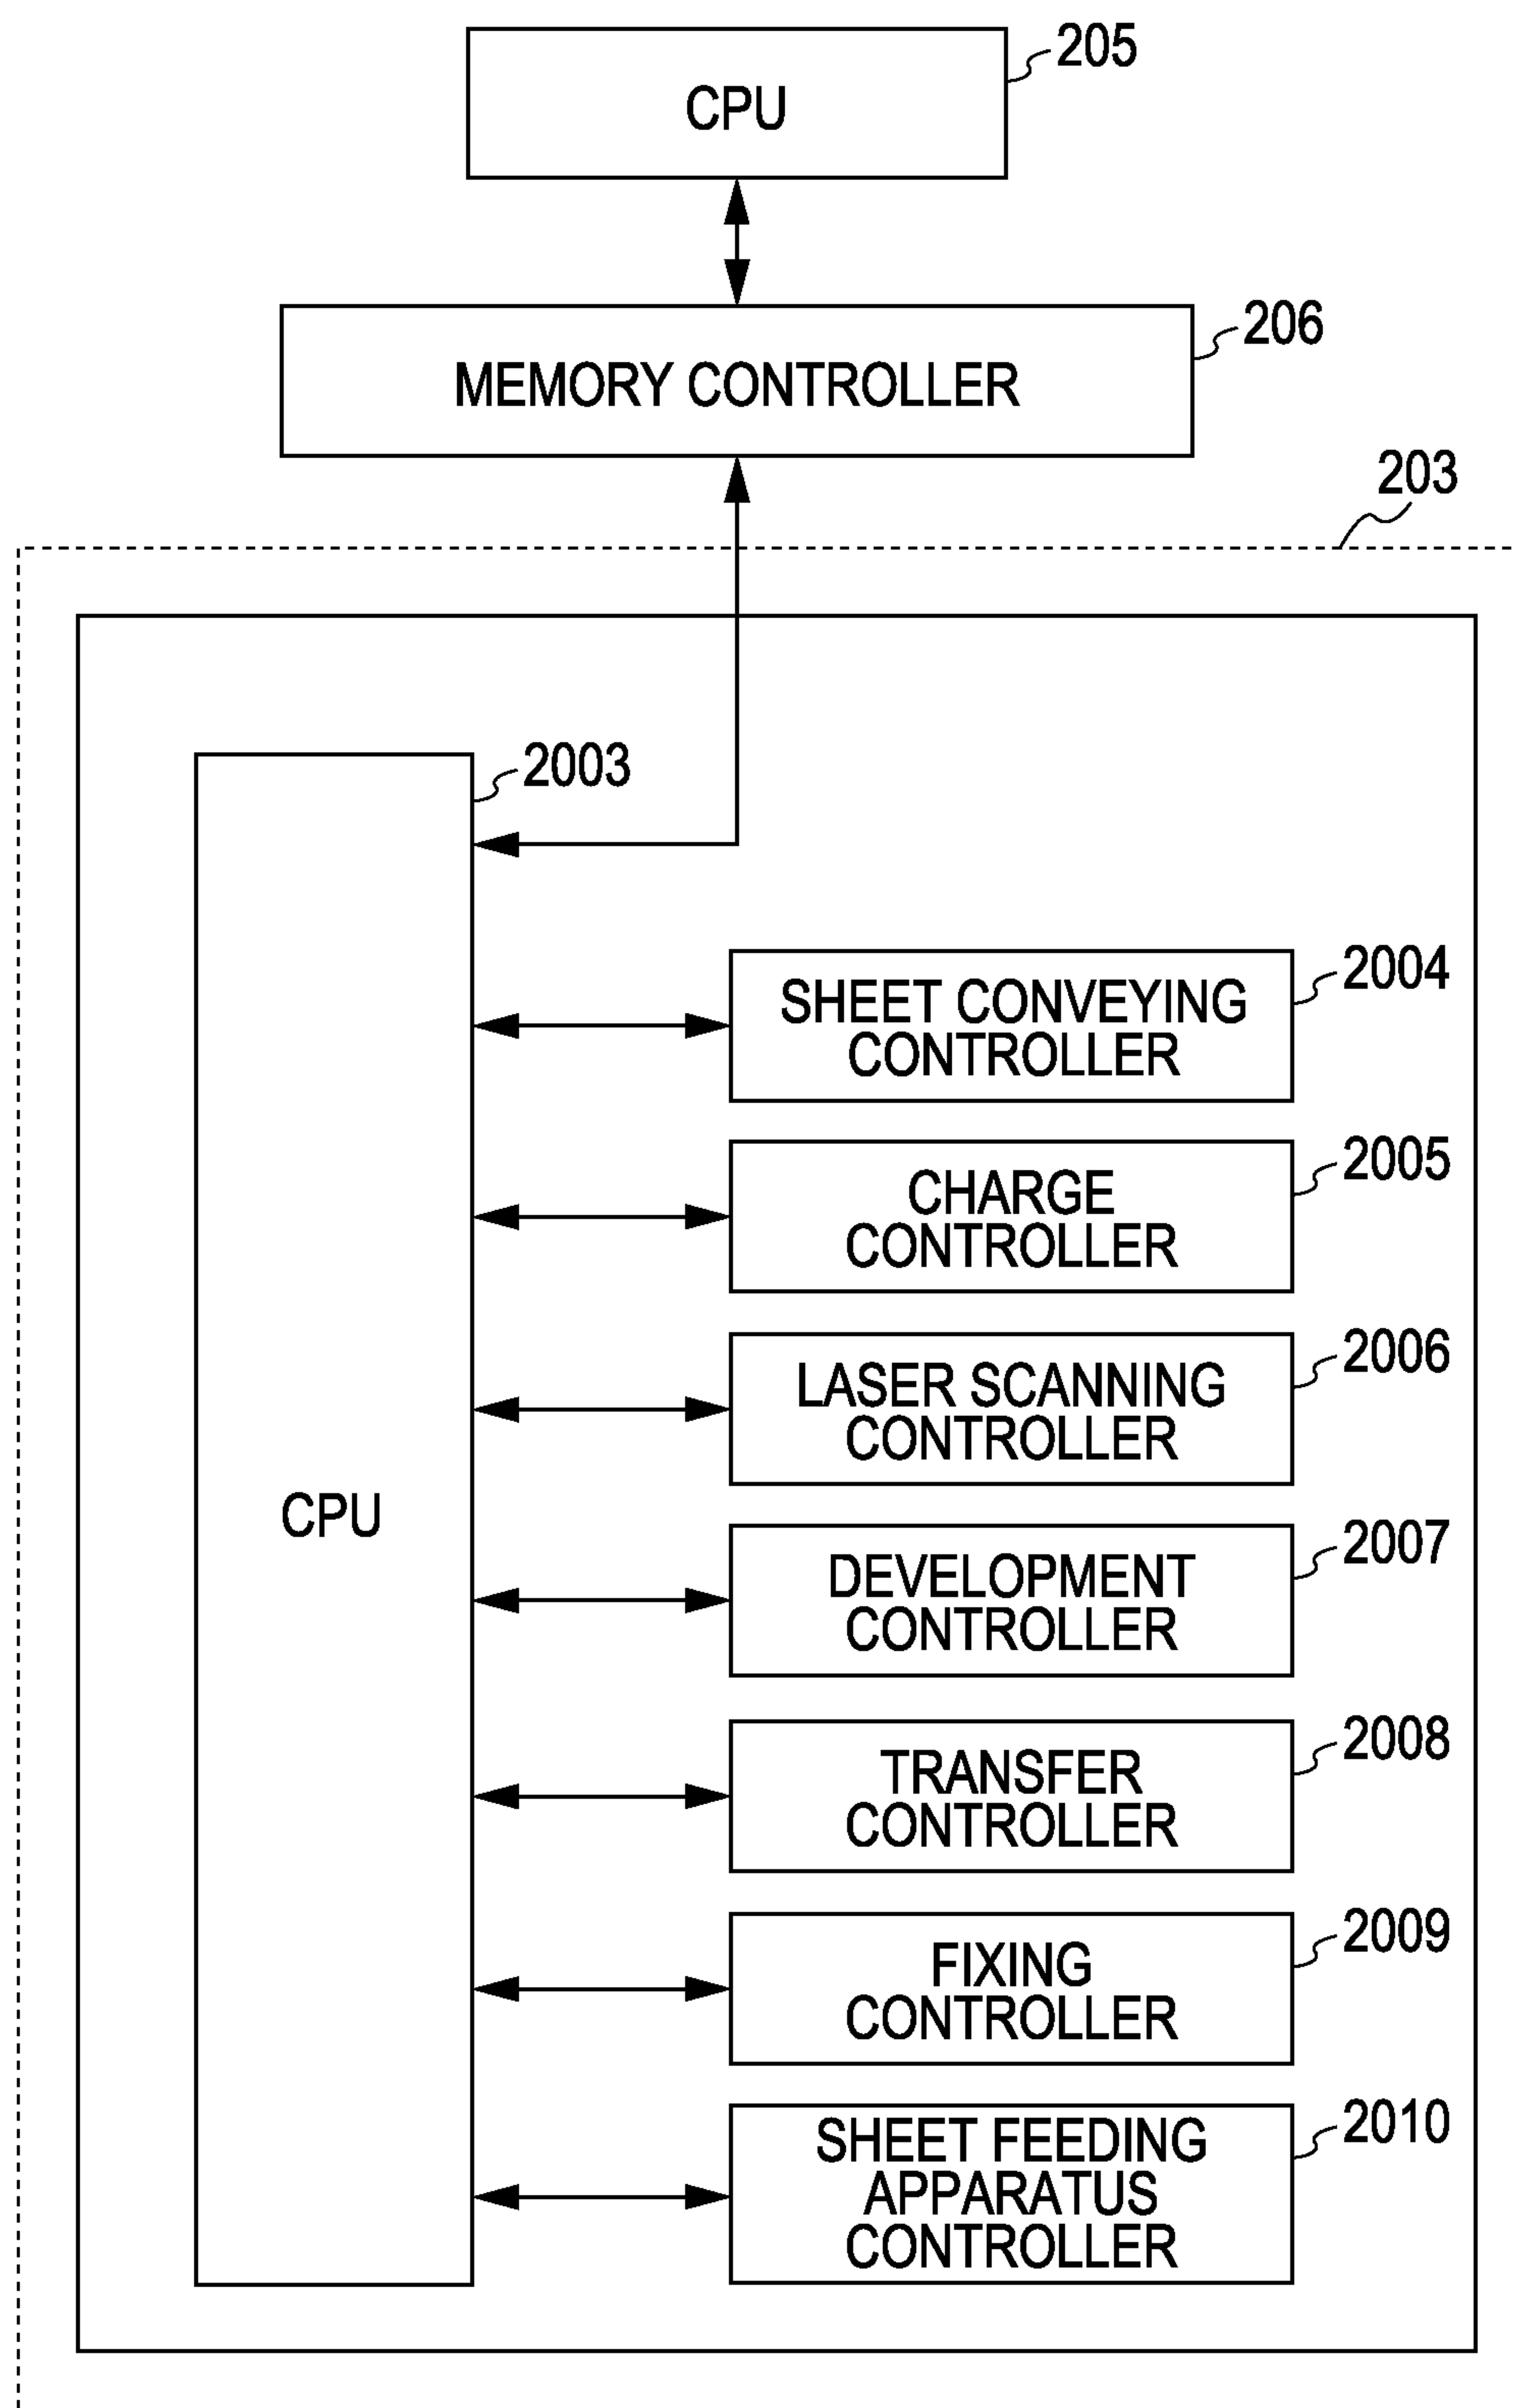 205
CPU
206
MEMORY CONTROLLER
203
2003
CPU
2004
SHEET CONVEYING
CONTROLLER
2005
CHARGE
CONTROLLER
2006
LASER SCANNING
CONTROLLER
2007
DEVELOPMENT
CONTROLLER
2008
TRANSFER
CONTROLLER
2009
FIXING
CONTROLLER
2010
SHEET FEEDING
APPARATUS
CONTROLLER